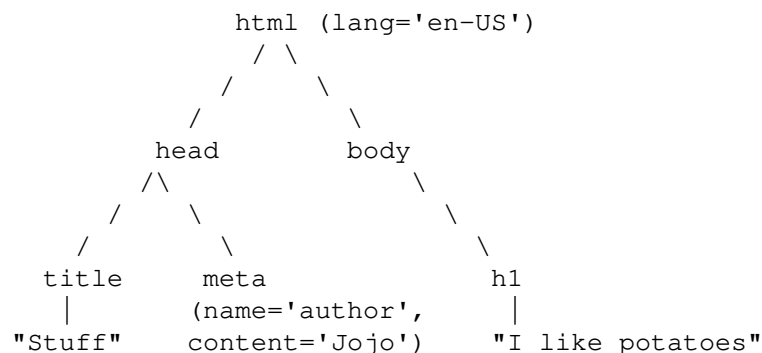 html (lang='en-US')
head body
title meta h1
(name='author',
"Stuff" content='Jojo') "I like potatoes"